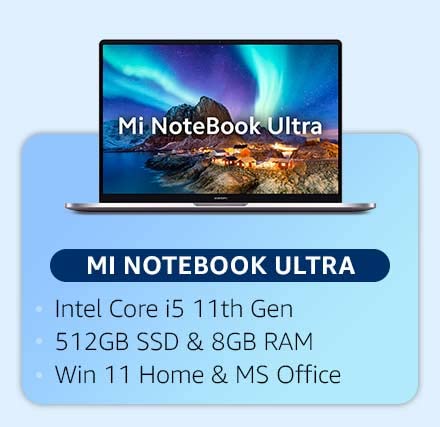 Mi NoteBook Ultra
MI NOTEBOOK ULTRA
Intel Core i5 11th Gen
512GB SSD & 8GB RAM
Win 11 Home & MS Office